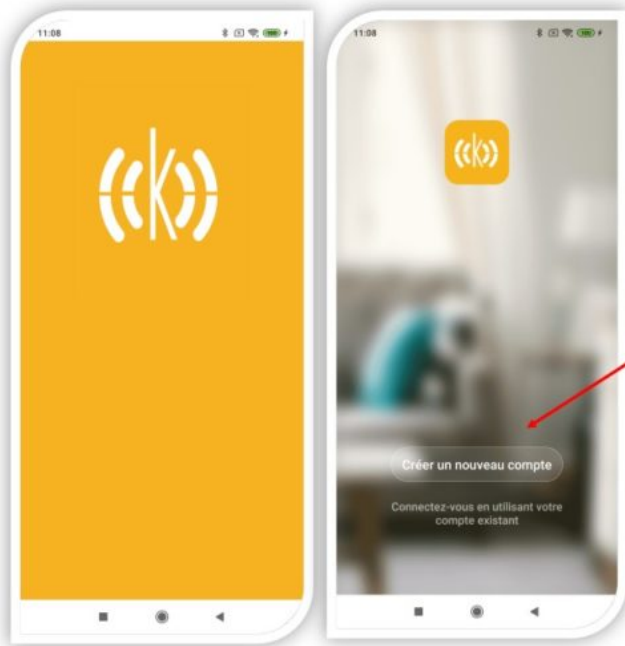 11:08
k
11:08
k
Créer un nouveau compte
Connectez-vous en utilisant votre
compte existant